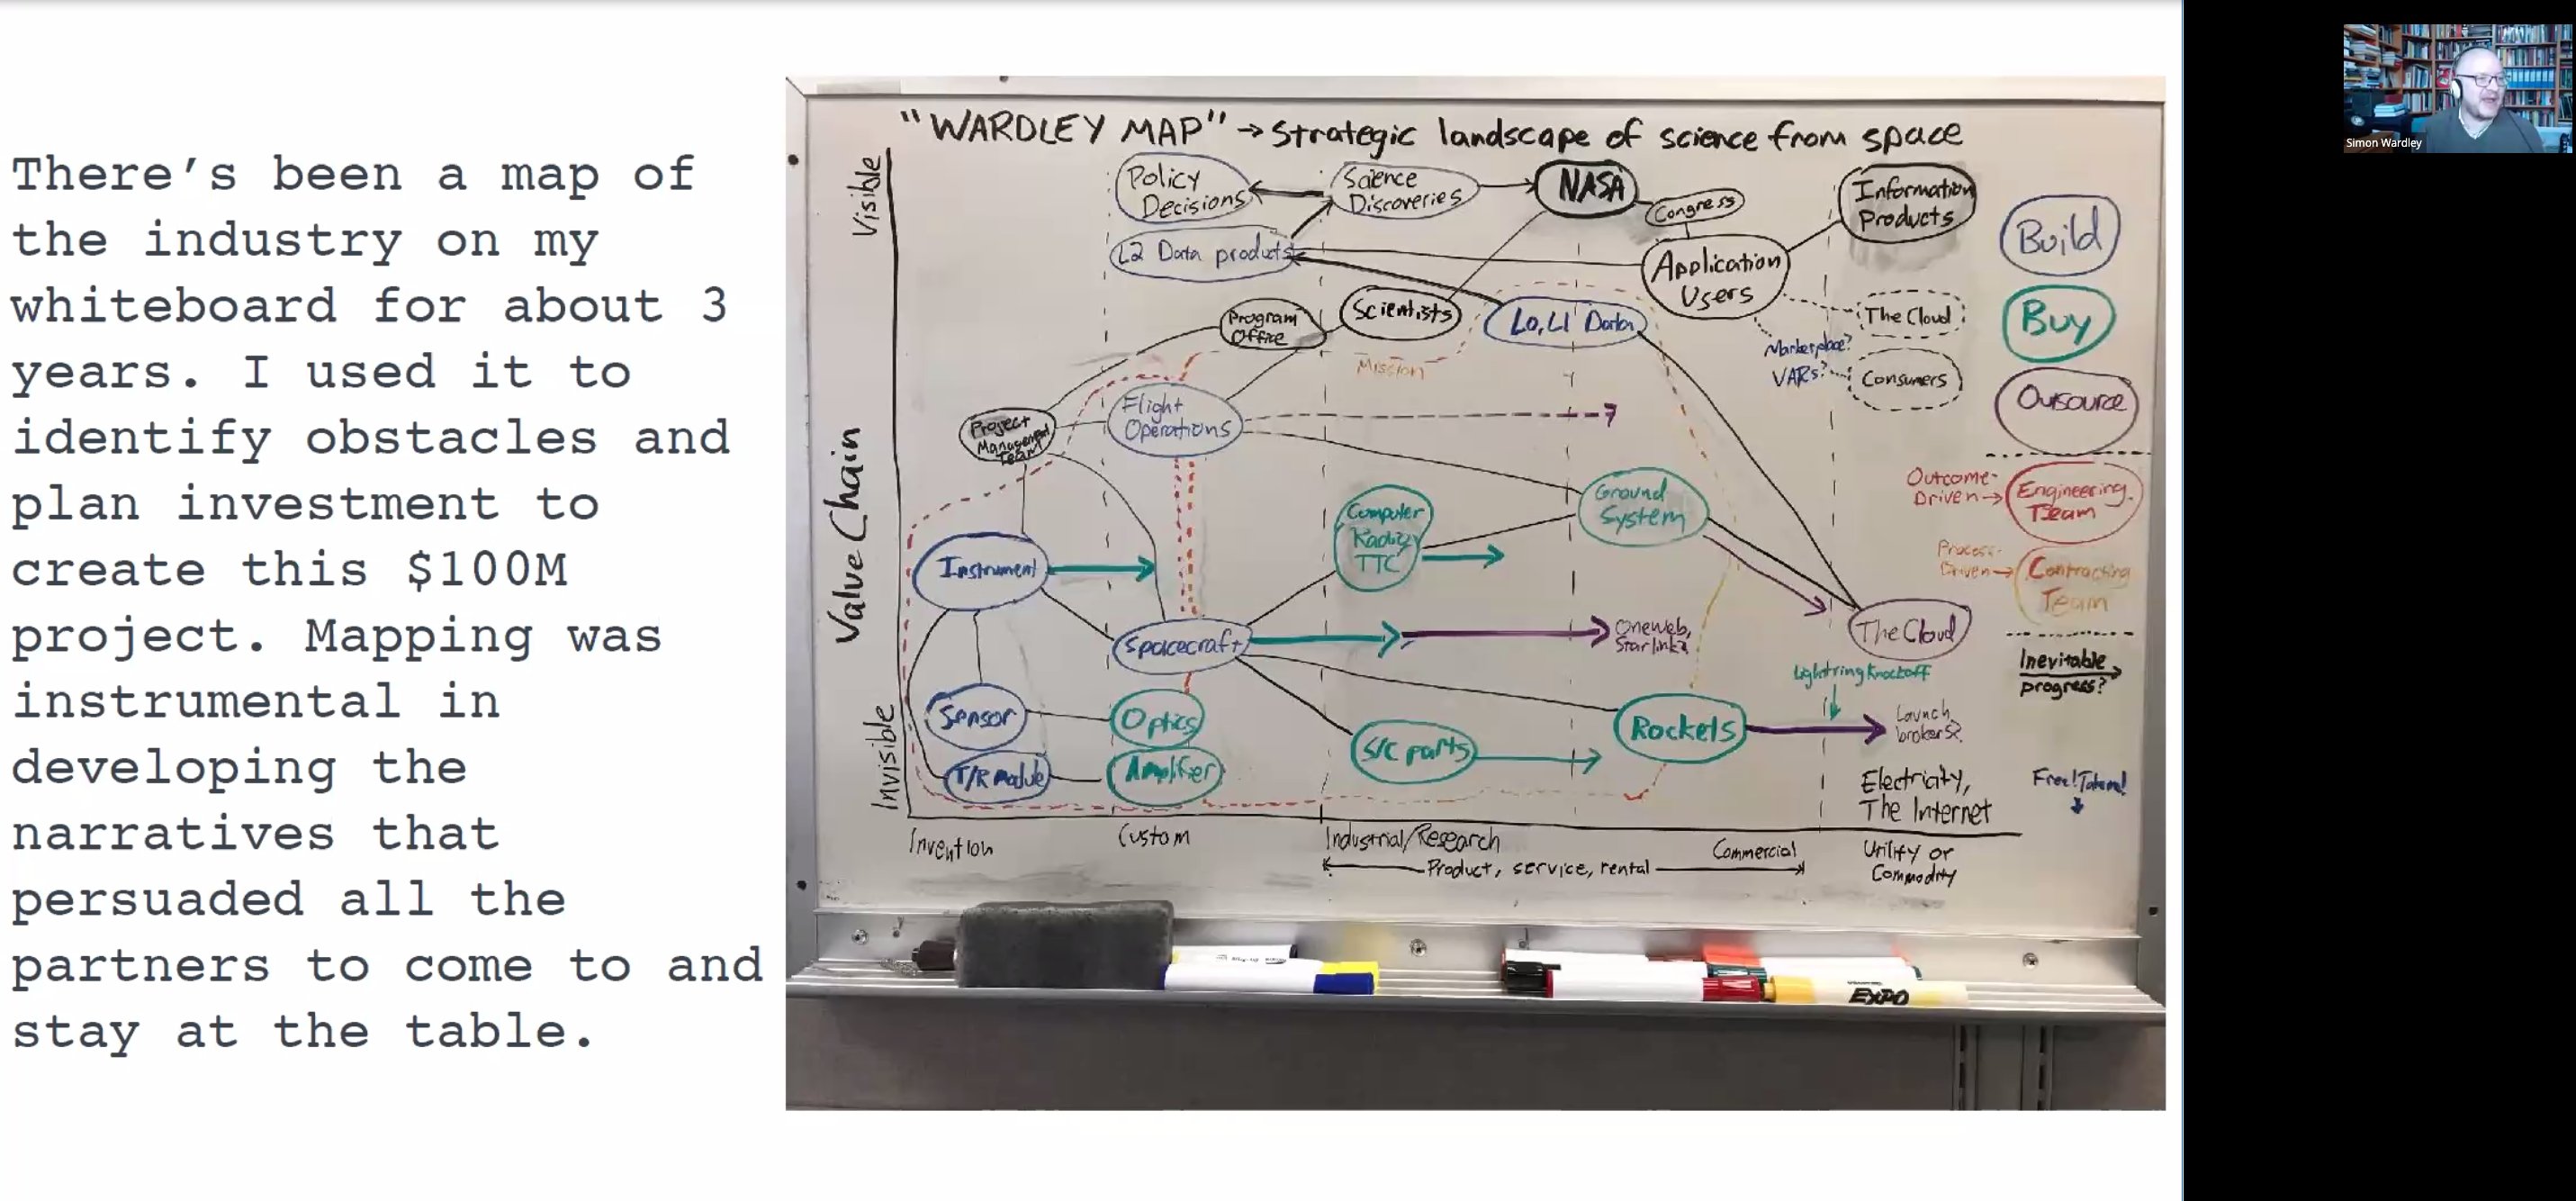 There's been a map of
the industry on my
whiteboard for about 3
years. I used it to
identify obstacles and
plan investment to
create this $100M
project. Mapping was
instrumental in
developing the
narratives that
persuaded all the
partners to come to and
stay at the table.
"WARDLEY MAP" → Strategic landscape of science from space
Visible
Value Chain
Invisible
Policy
Decisions
Science
Discoveries
NASA
Congress
Information
Products
L2 Data products
Application
Users
Program
Office
Scientists
L0, L1 Data
The Cloud
Marketplace?
VARs?
Consumers
Mission
Project
Management
Team
Flight
Operations
Instrument
Computer
Radio
TTC
Ground
System
Spacecraft
Oneweb,
Starlink?
The Cloud
Sensor
Optics
T/R Module
Amplifier
S/C parts
Rockets
Lightning Knockoff
Launch
brokers?
Electricity,
The Internet
Invention
Custom
Industrial/Research
Product, service, rental
Commercial
Utility or
Commodity
Build
Buy
Outsource
Outcome-
Driven →
Engineering
Team
Process-
Driven →
Contracting
Team
Inevitable
progress?
EXPO
Simon Wardley